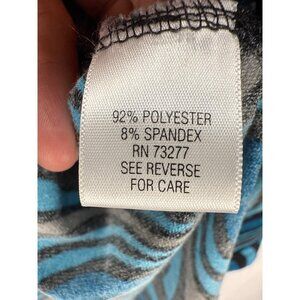 92% POLYESTER
8% SPANDEX
RN 73277
SEE REVERSE
FOR CARE